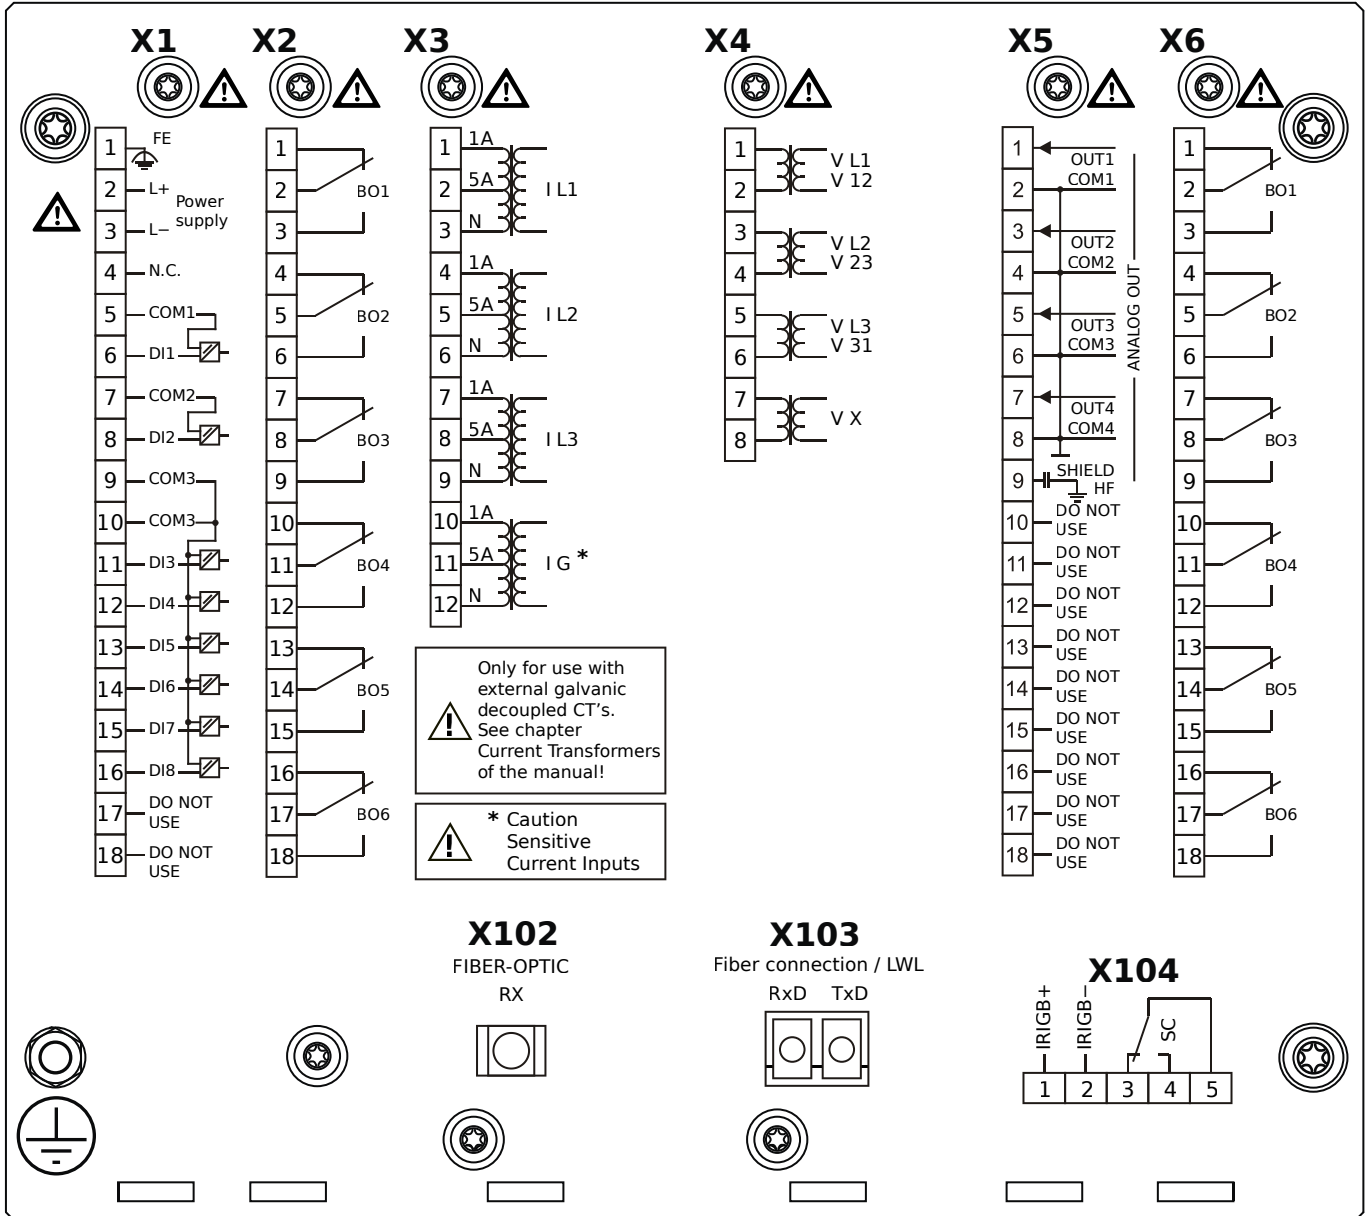 X1
X2
X3
X4
X5
X6
1 FE
2 L+
Power
supply
3 L−
4 N.C.
5 COM1
6 DI1
7 COM2
8 DI2
9 COM3
10 COM3
11 DI3
12 DI4
13 DI5
14 DI6
15 DI7
16 DI8
17 DO NOT
USE
18 DO NOT
USE
1
2 BO1
3
4
5 BO2
6
7
8 BO3
9
10
11 BO4
12
13
14 BO5
15
16
17 BO6
18
1 1A
2 5A I L1
3 N
4 1A
5 5A I L2
6 N
7 1A
8 5A I L3
9 N
10 1A
11 5A I G *
12 N
Only for use with
external galvanic
decoupled CT's.
See chapter
Current Transformers
of the manual!
* Caution
Sensitive
Current Inputs
1 V L1
2 V 12
3 V L2
4 V 23
5 V L3
6 V 31
7 V X
8
1 OUT1
2 COM1
3 OUT2
4 COM2
5 OUT3
6 COM3
7 OUT4
8 COM4
ANALOG OUT
9 SHIELD
HF
10 DO NOT
USE
11 DO NOT
USE
12 DO NOT
USE
13 DO NOT
USE
14 DO NOT
USE
15 DO NOT
USE
16 DO NOT
USE
17 DO NOT
USE
18 DO NOT
USE
1
2 BO1
3
4
5 BO2
6
7
8 BO3
9
10
11 BO4
12
13
14 BO5
15
16
17 BO6
18
X102
FIBER-OPTIC
RX
X103
Fiber connection / LWL
RxD TxD
X104
IRIGB+
IRIGB−
SC
1 2 3 4 5